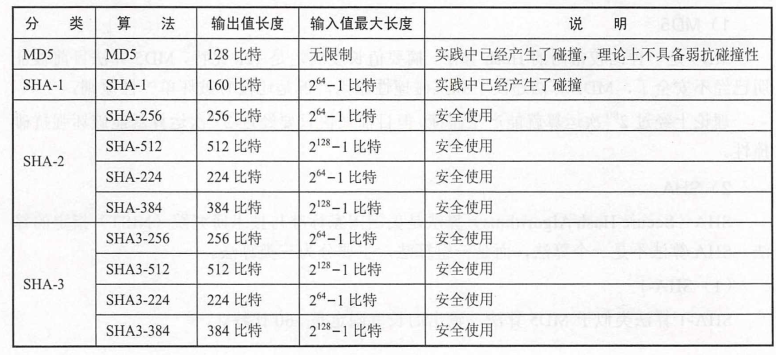 分 类 算 法 输出值长度 输入值最大长度 说 明
MD5 MD5 128 比特 无限制 实践中已经产生了碰撞，理论上不具备弱抗碰撞性
SHA-1 SHA-1 160 比特 2^64-1 比特 实践中已经产生了碰撞
SHA-2 SHA-256 256 比特 2^64-1 比特 安全使用
SHA-512 512 比特 2^128-1 比特 安全使用
SHA-224 224 比特 2^64-1 比特 安全使用
SHA-384 384 比特 2^128-1 比特 安全使用
SHA-3 SHA3-256 256 比特 2^64-1 比特 安全使用
SHA3-512 512 比特 2^128-1 比特 安全使用
SHA3-224 224 比特 2^64-1 比特 安全使用
SHA3-384 384 比特 2^128-1 比特 安全使用